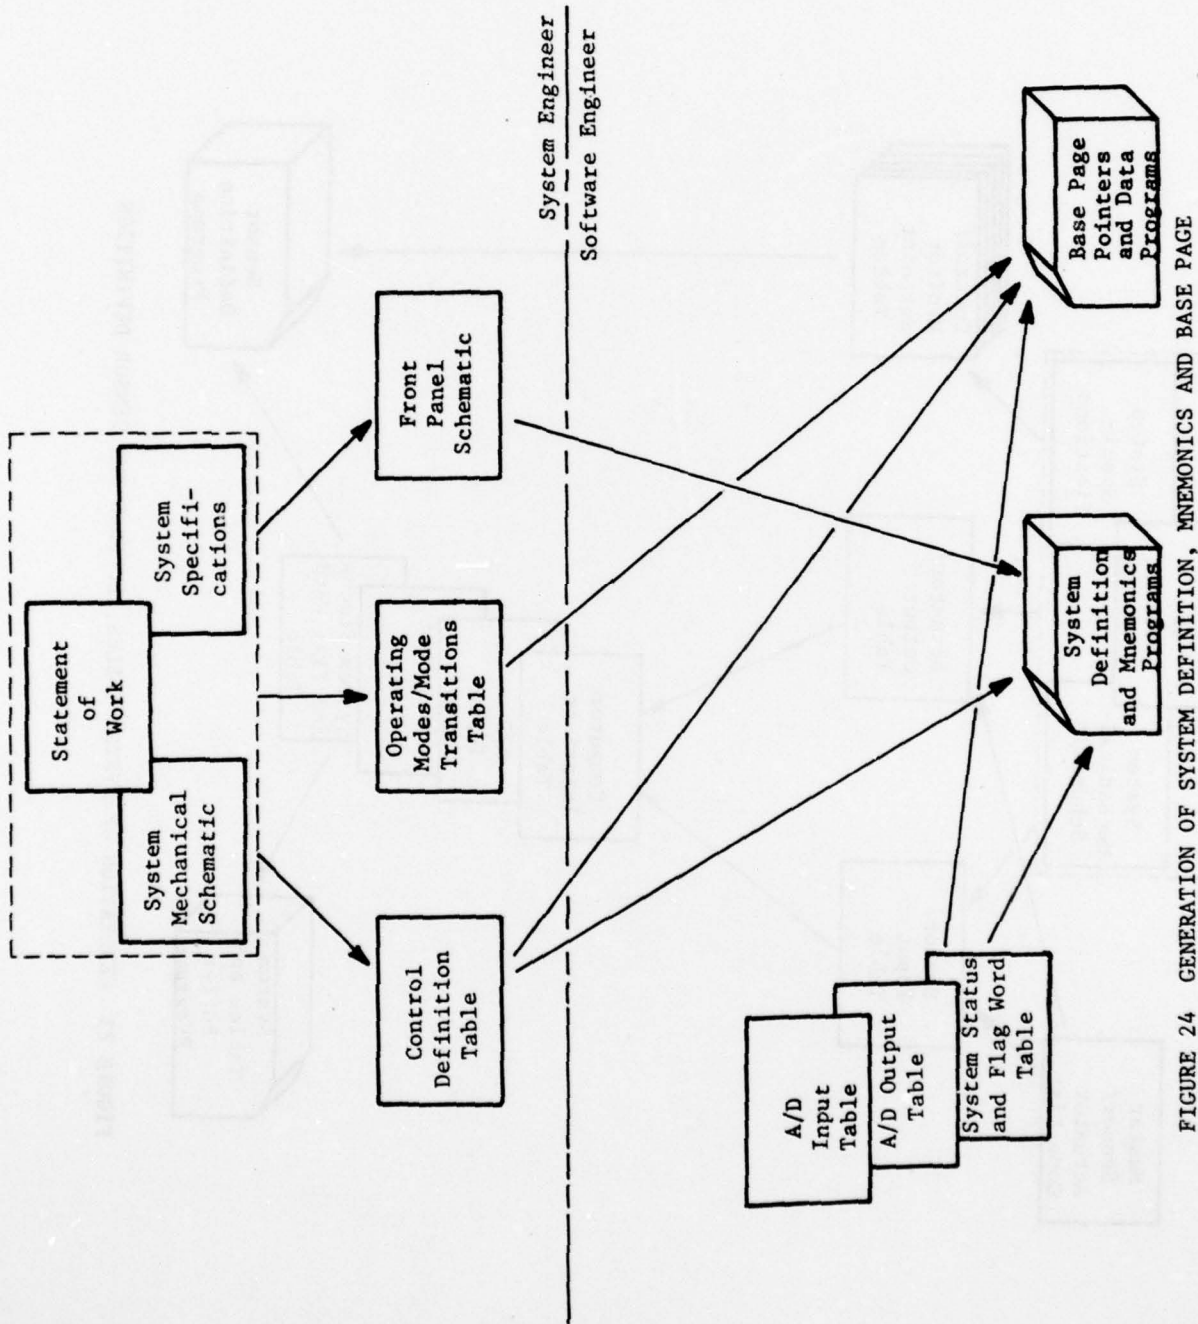 Statement
of
Work
System
Mechanical
Schematic
System
Specifi-
cations
Control
Definition
Table
Operating
Modes/Mode
Transitions
Table
Front
Panel
Schematic
System Engineer
Software Engineer
A/D
Input
Table
A/D Output
Table
System Status
and Flag Word
Table
System
Definition
and Mnemonics
Programs
Base Page
Pointers
and Data
Programs
FIGURE 24 GENERATION OF SYSTEM DEFINITION, MNEMONICS AND BASE PAGE